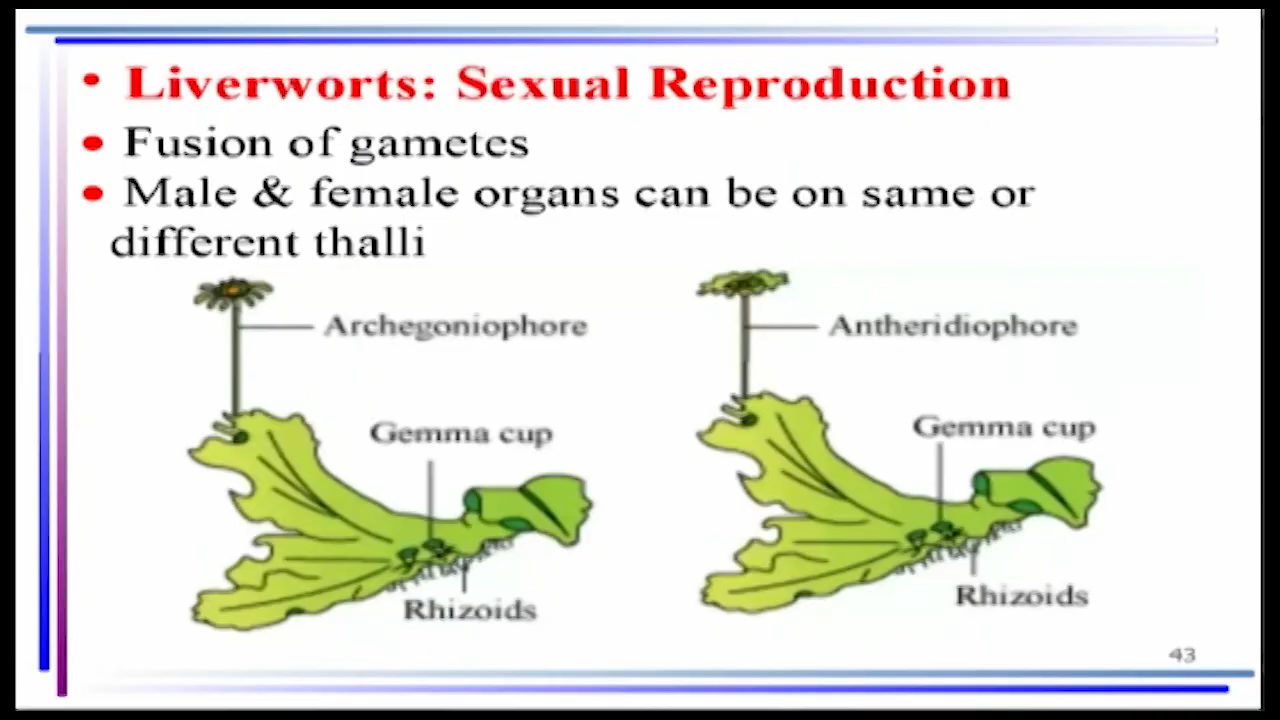 • Liverworts: Sexual Reproduction
• Fusion of gametes
• Male & female organs can be on same or
different thalli
Archegoniophore
Antheridiophore
Gemma cup
Gemma cup
Rhizoids
Rhizoids
43